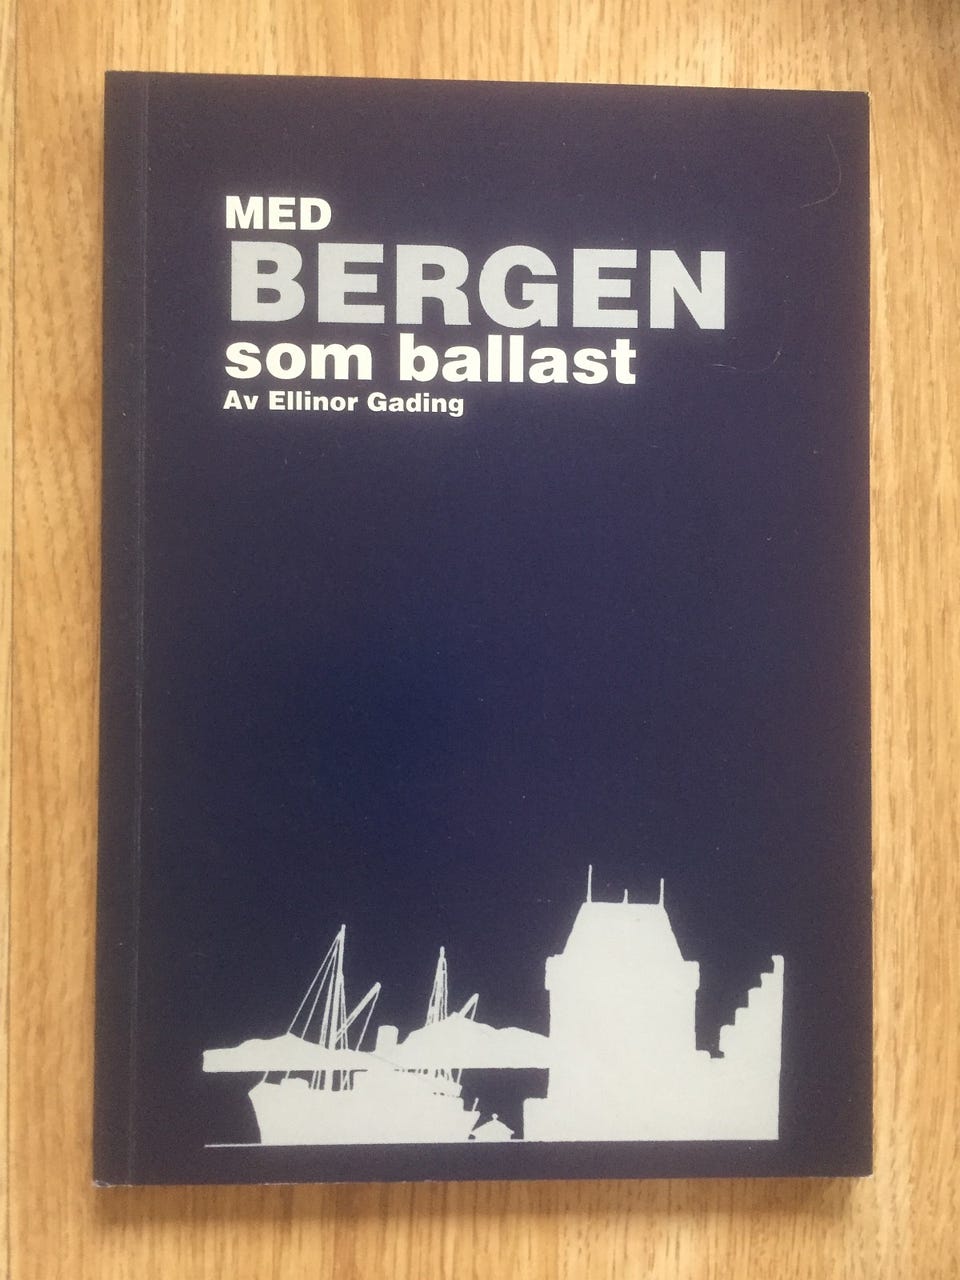 MED
BERGEN
som ballast
Av Ellinor Gading